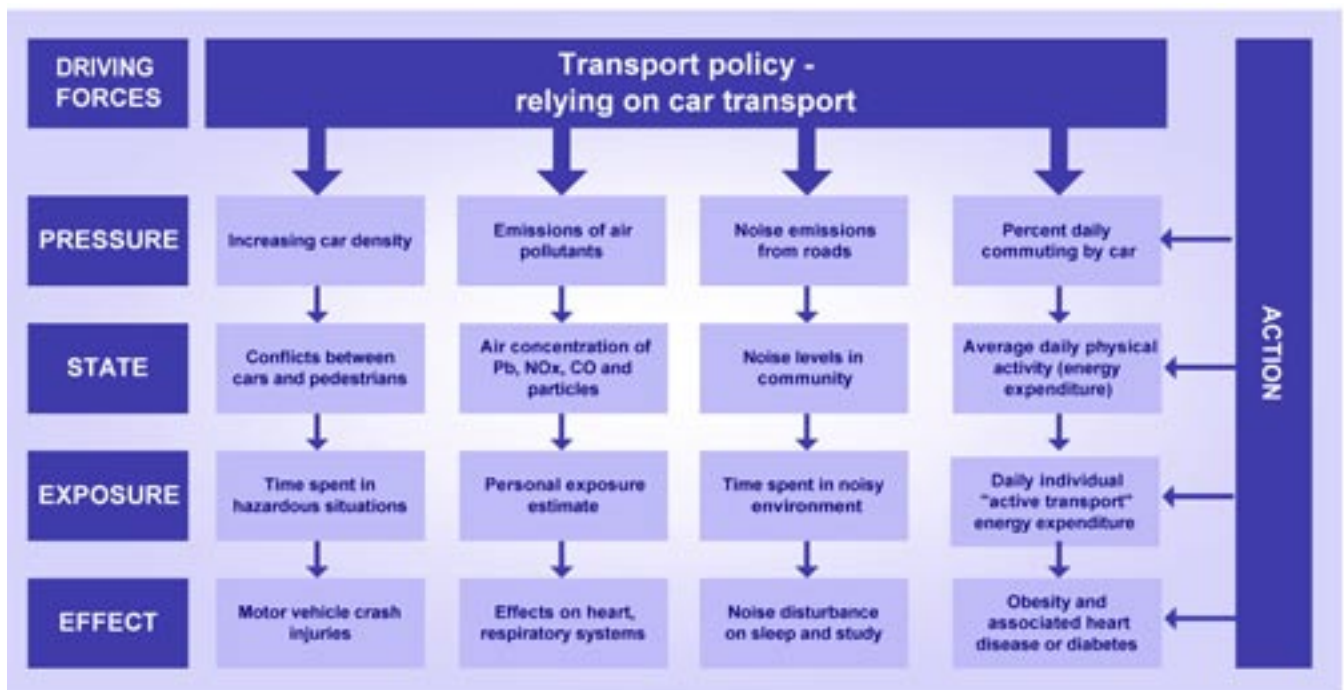 DRIVING
FORCES
Transport policy -
relying on car transport
PRESSURE
Increasing car density
Emissions of air
pollutants
Noise emissions
from roads
Percent daily
commuting by car
STATE
Conflicts between
cars and pedestrians
Air concentration of
Pb, NOx, CO and
particles
Noise levels in
community
Average daily physical
activity (energy
expenditure)
EXPOSURE
Time spent in
hazardous situations
Personal exposure
estimate
Time spent in noisy
environment
Daily individual
"active transport"
energy expenditure
EFFECT
Motor vehicle crash
injuries
Effects on heart,
respiratory systems
Noise disturbance
on sleep and study
Obesity and
associated heart
disease or diabetes
ACTION